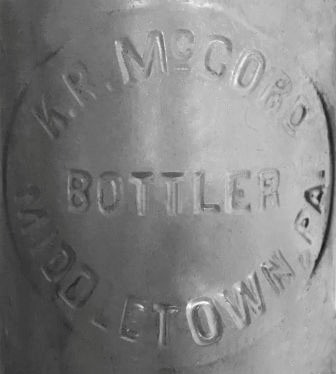 K.R. McCORD
BOTTLER
MIDDLETOWN, PA.